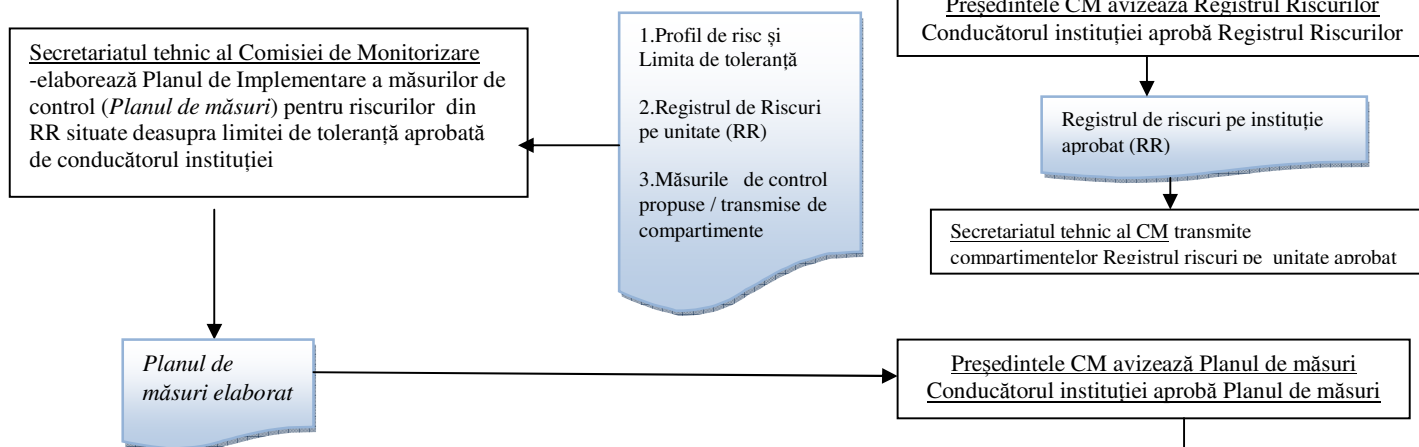 Președintele CM avizează Registrul Riscurilor
Conducătorul instituției aprobă Registrul Riscurilor
Secretariatul tehnic al Comisiei de Monitorizare
-elaborează Planul de Implementare a măsurilor de
control (Planul de măsuri) pentru riscurilor din
RR situate deasupra limitei de toleranță aprobată
de conducătorul instituției
1.Profil de risc și
Limita de toleranță
2.Registrul de Riscuri
pe unitate (RR)
3.Măsurile de control
propuse / transmise de
compartimente
Registrul de riscuri pe instituție
aprobat (RR)
Secretariatul tehnic al CM transmite
compartimentelor Registrul riscuri pe unitate aprobat
Planul de
măsuri elaborat
Președintele CM avizează Planul de măsuri
Conducătorul instituției aprobă Planul de măsuri